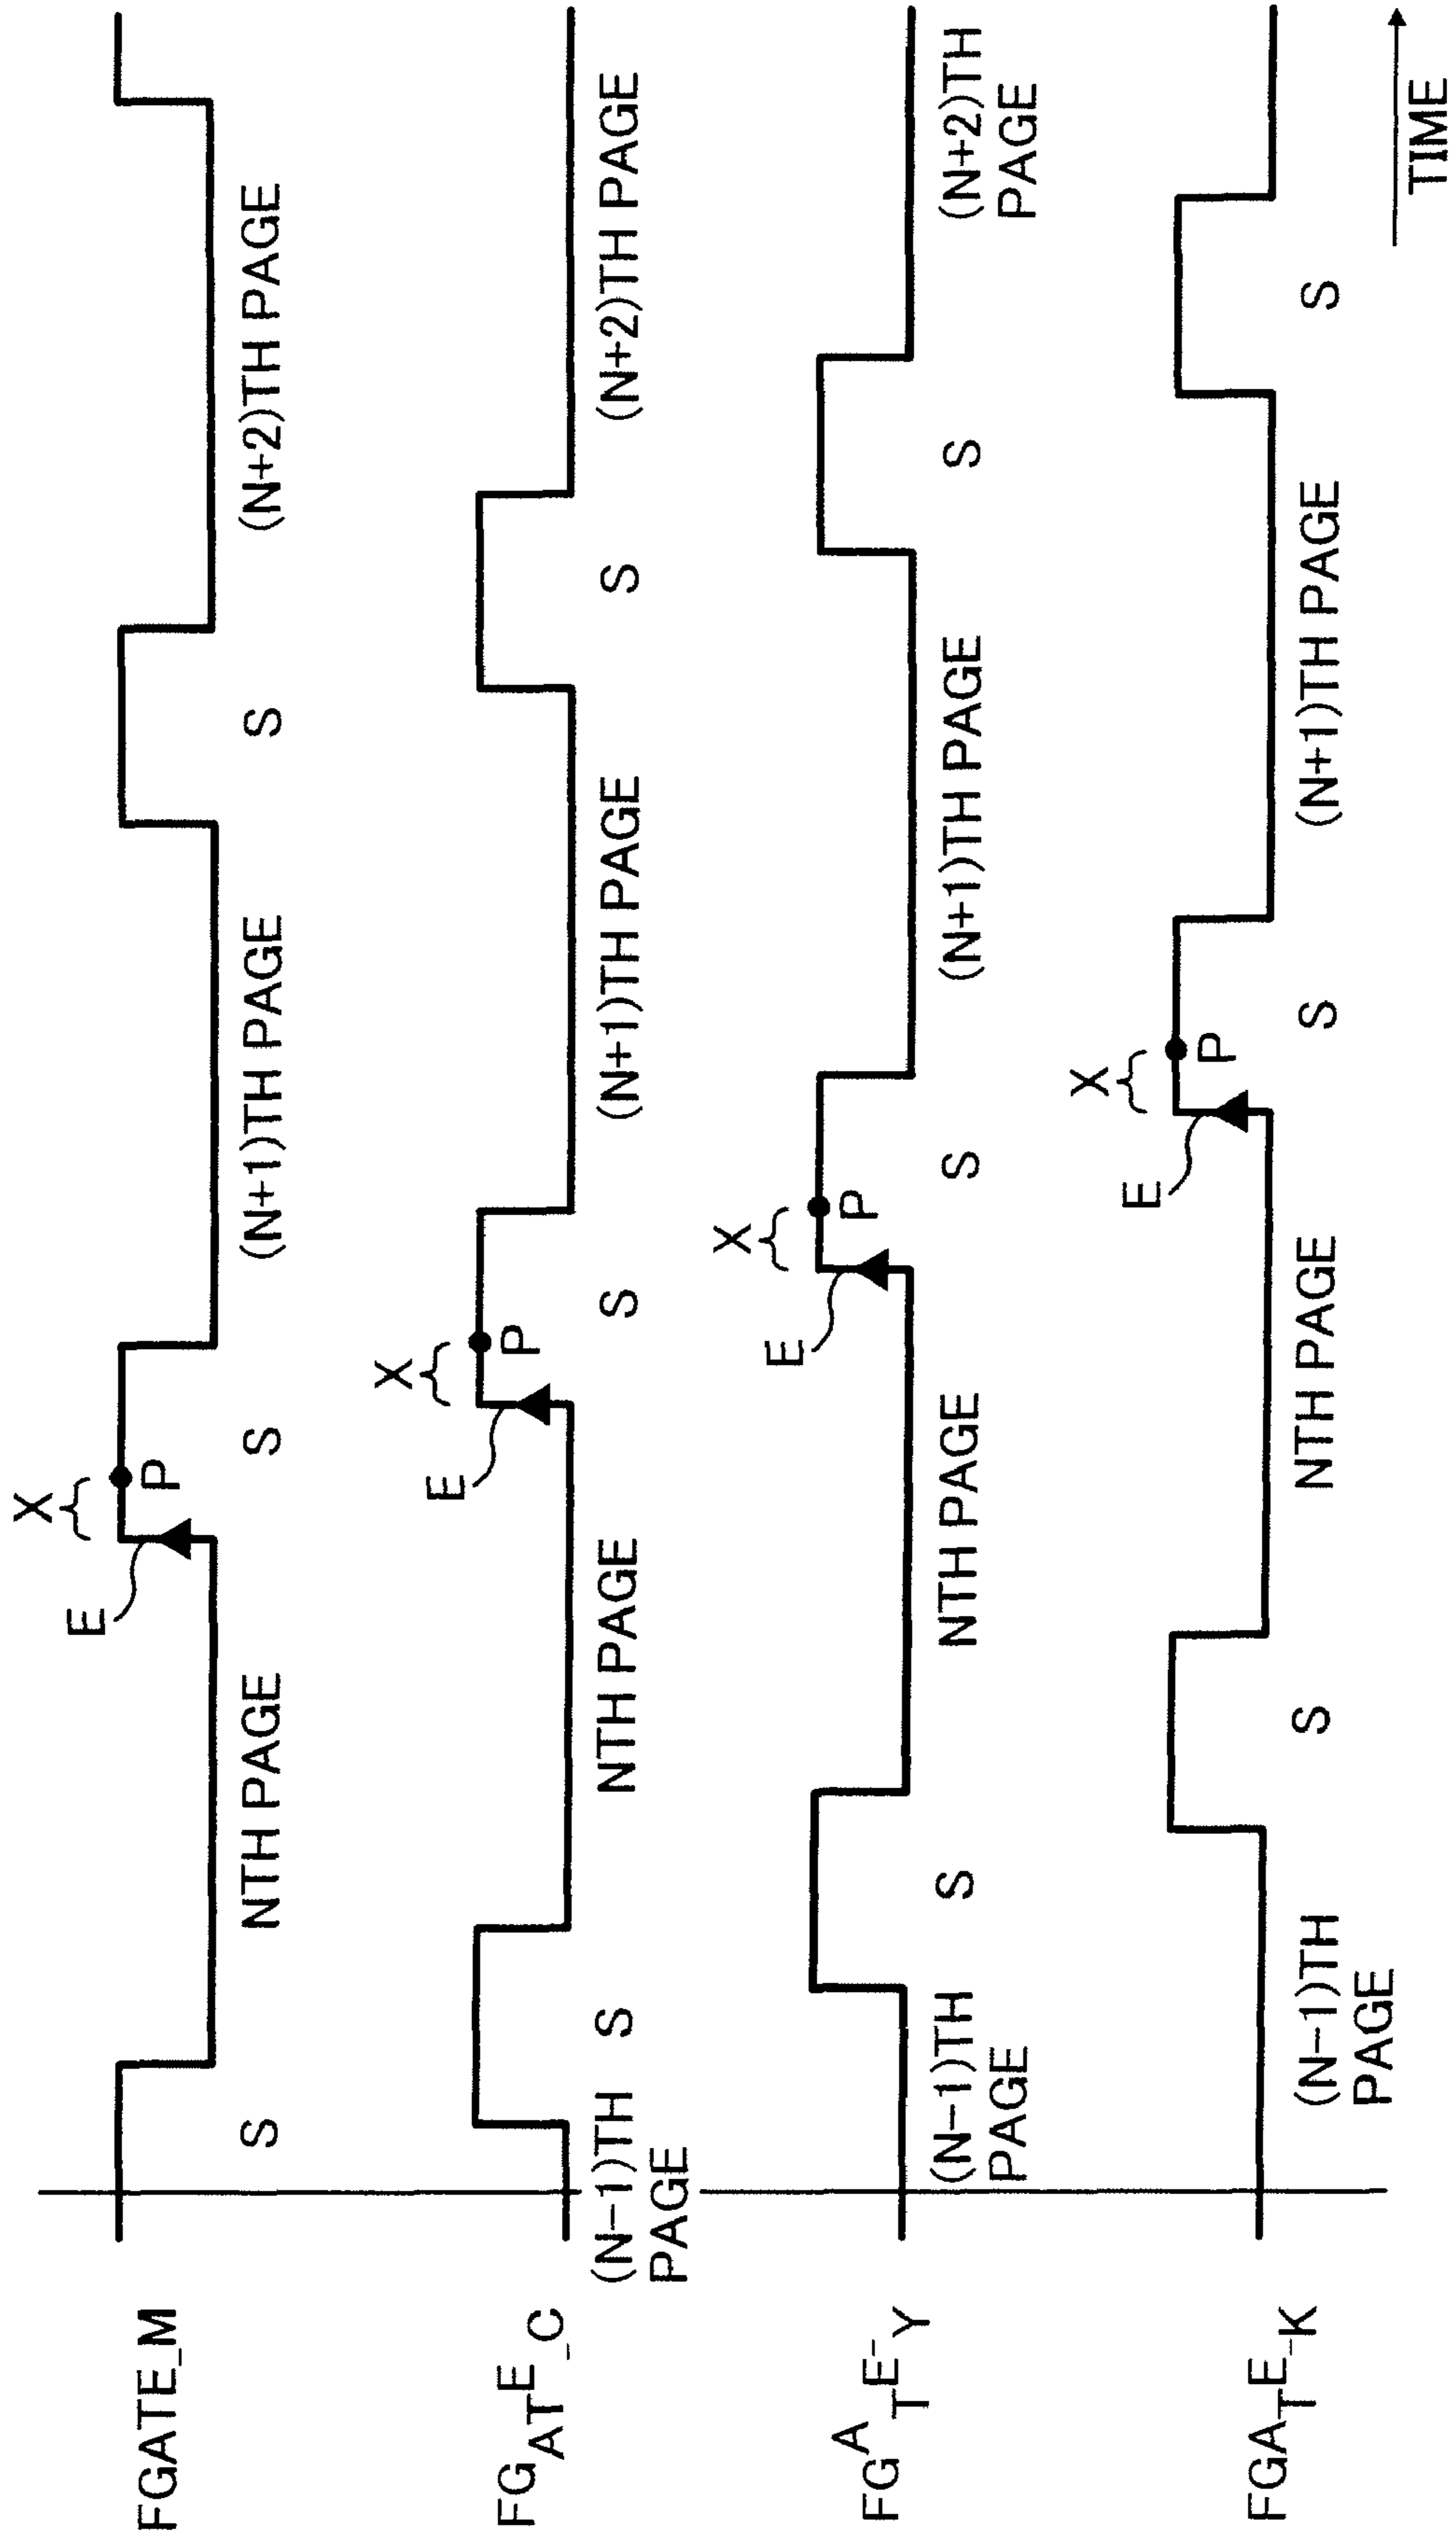 FGATE_M
X
E
P
S
NTH PAGE
S
(N+1)TH PAGE
S
(N+2)TH PAGE
FGATE_C
X
E
P
(N-1)TH
PAGE
S
NTH PAGE
S
(N+1)TH PAGE
S
(N+2)TH PAGE
FGATE_Y
X
E
P
(N-1)TH
PAGE
S
NTH PAGE
S
(N+1)TH PAGE
S
(N+2)TH
PAGE
FGATE_K
X
E
P
(N-1)TH
PAGE
S
NTH PAGE
S
(N+1)TH PAGE
S
TIME